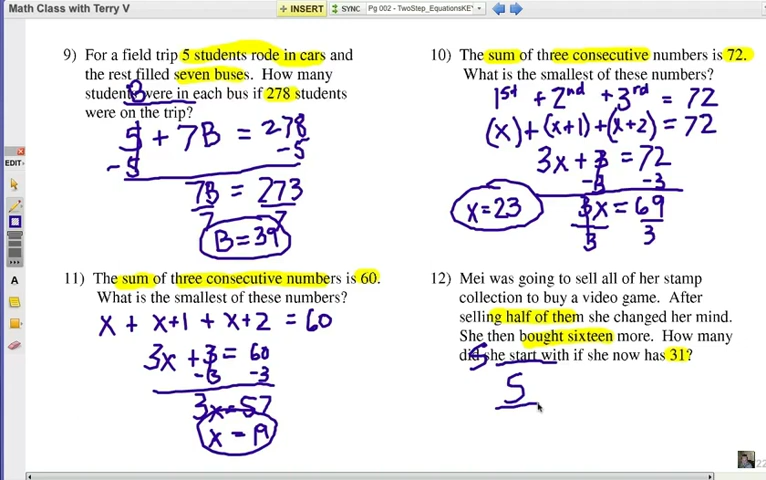 Math Class with Terry V
+ INSERT
SYNC
Pg 002 - TwoStep_EquationsKEY
EDIT
A
9) For a field trip 5 students rode in cars and
the rest filled seven buses. How many
students were in each bus if 278 students
were on the trip?
B
5 + 7B = 278
-5 -5
7B = 273
7 7
B = 39
10) The sum of three consecutive numbers is 72.
What is the smallest of these numbers?
1st + 2nd + 3rd = 72
(x)+(x+1)+(x+2) = 72
3x + 3 = 72
-3 -3
3x = 69
3 3
x = 23
11) The sum of three consecutive numbers is 60.
What is the smallest of these numbers?
x + x+1 + x+2 = 60
3x + 3 = 60
-3 -3
3x = 57
x = 19
12) Mei was going to sell all of her stamp
collection to buy a video game. After
selling half of them she changed her mind.
She then bought sixteen more. How many
did she start with if she now has 31?
S
S
22